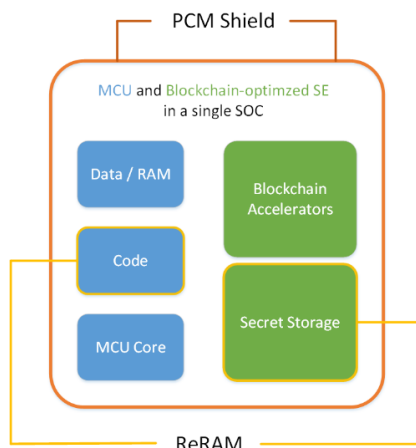 PCM Shield
MCU and Blockchain-optimzed SE
in a single SOC
Data / RAM
Blockchain
Accelerators
Code
Secret Storage
MCU Core
ReRAM